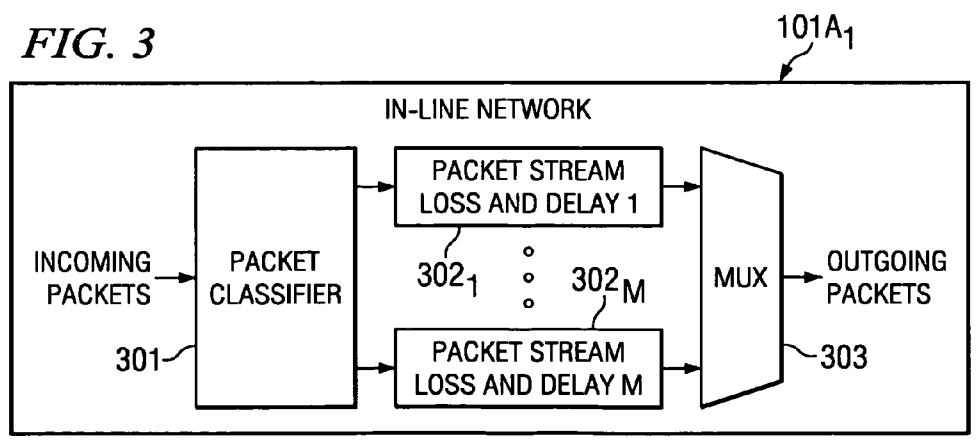 FIG. 3
101A1
IN-LINE NETWORK
INCOMING
PACKETS
PACKET
CLASSIFIER
301
PACKET STREAM
LOSS AND DELAY 1
3021
302M
PACKET STREAM
LOSS AND DELAY M
MUX
303
OUTGOING
PACKETS